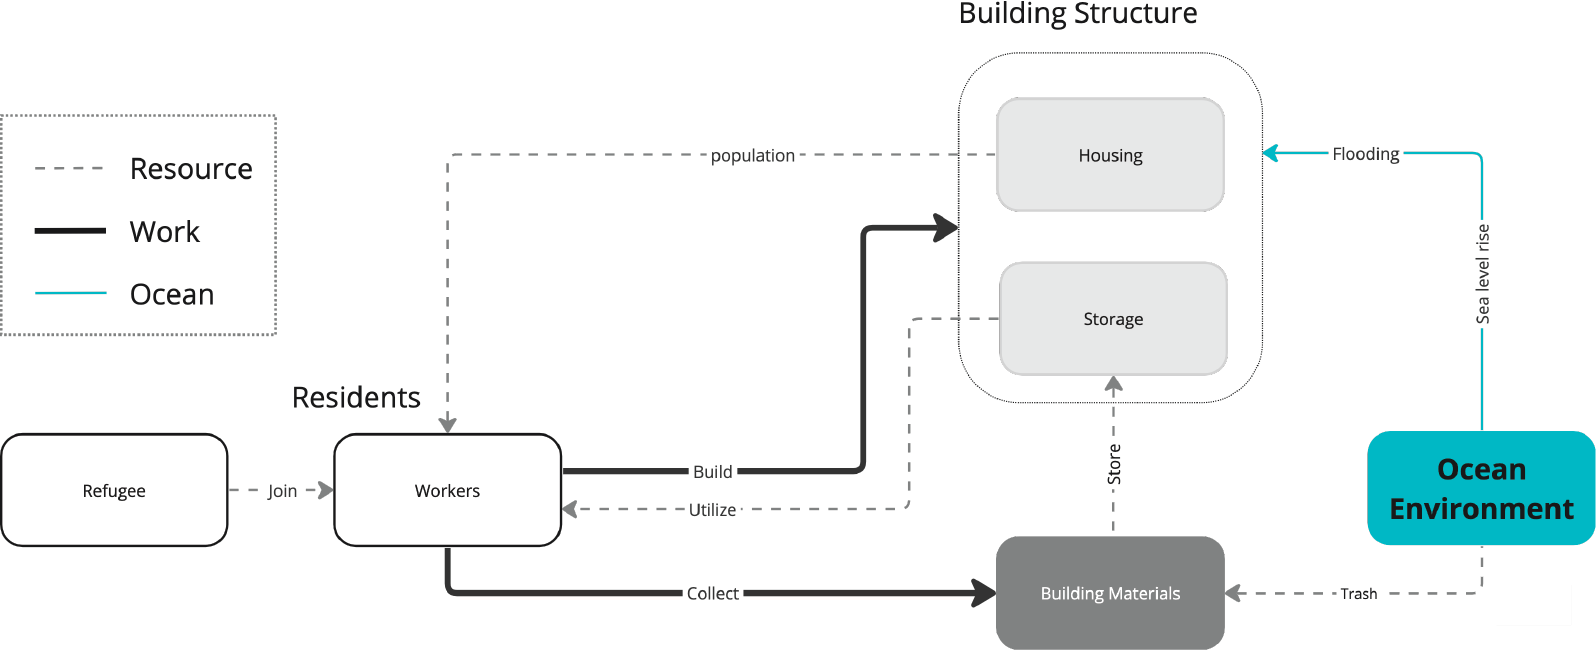 Building Structure
Resource
Work
Ocean
population
Housing
Flooding
Sea level rise
Storage
Residents
Refugee
Join
Workers
Build
Utilize
Store
Ocean
Environment
Collect
Building Materials
Trash